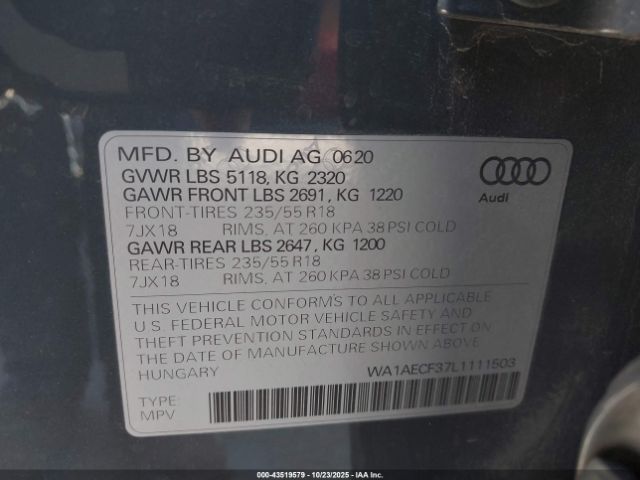 MFD. BY AUDI AG 0620
GVWR LBS 5118, KG 2320
GAWR FRONT LBS 2691, KG 1220
FRONT-TIRES 235/55 R18
7JX18 RIMS, AT 260 KPA 38 PSI COLD
GAWR REAR LBS 2647, KG 1200
REAR-TIRES 235/55 R18
7JX18 RIMS, AT 260 KPA 38 PSI COLD
Audi
THIS VEHICLE CONFORMS TO ALL APPLICABLE
U.S. FEDERAL MOTOR VEHICLE SAFETY AND
THEFT PREVENTION STANDARDS IN EFFECT ON
THE DATE OF MANUFACTURE SHOWN ABOVE
HUNGARY
WA1AECF37L1111503
TYPE:
MPV
00-43519579 | 10/23/2025 | IAA, Inc.